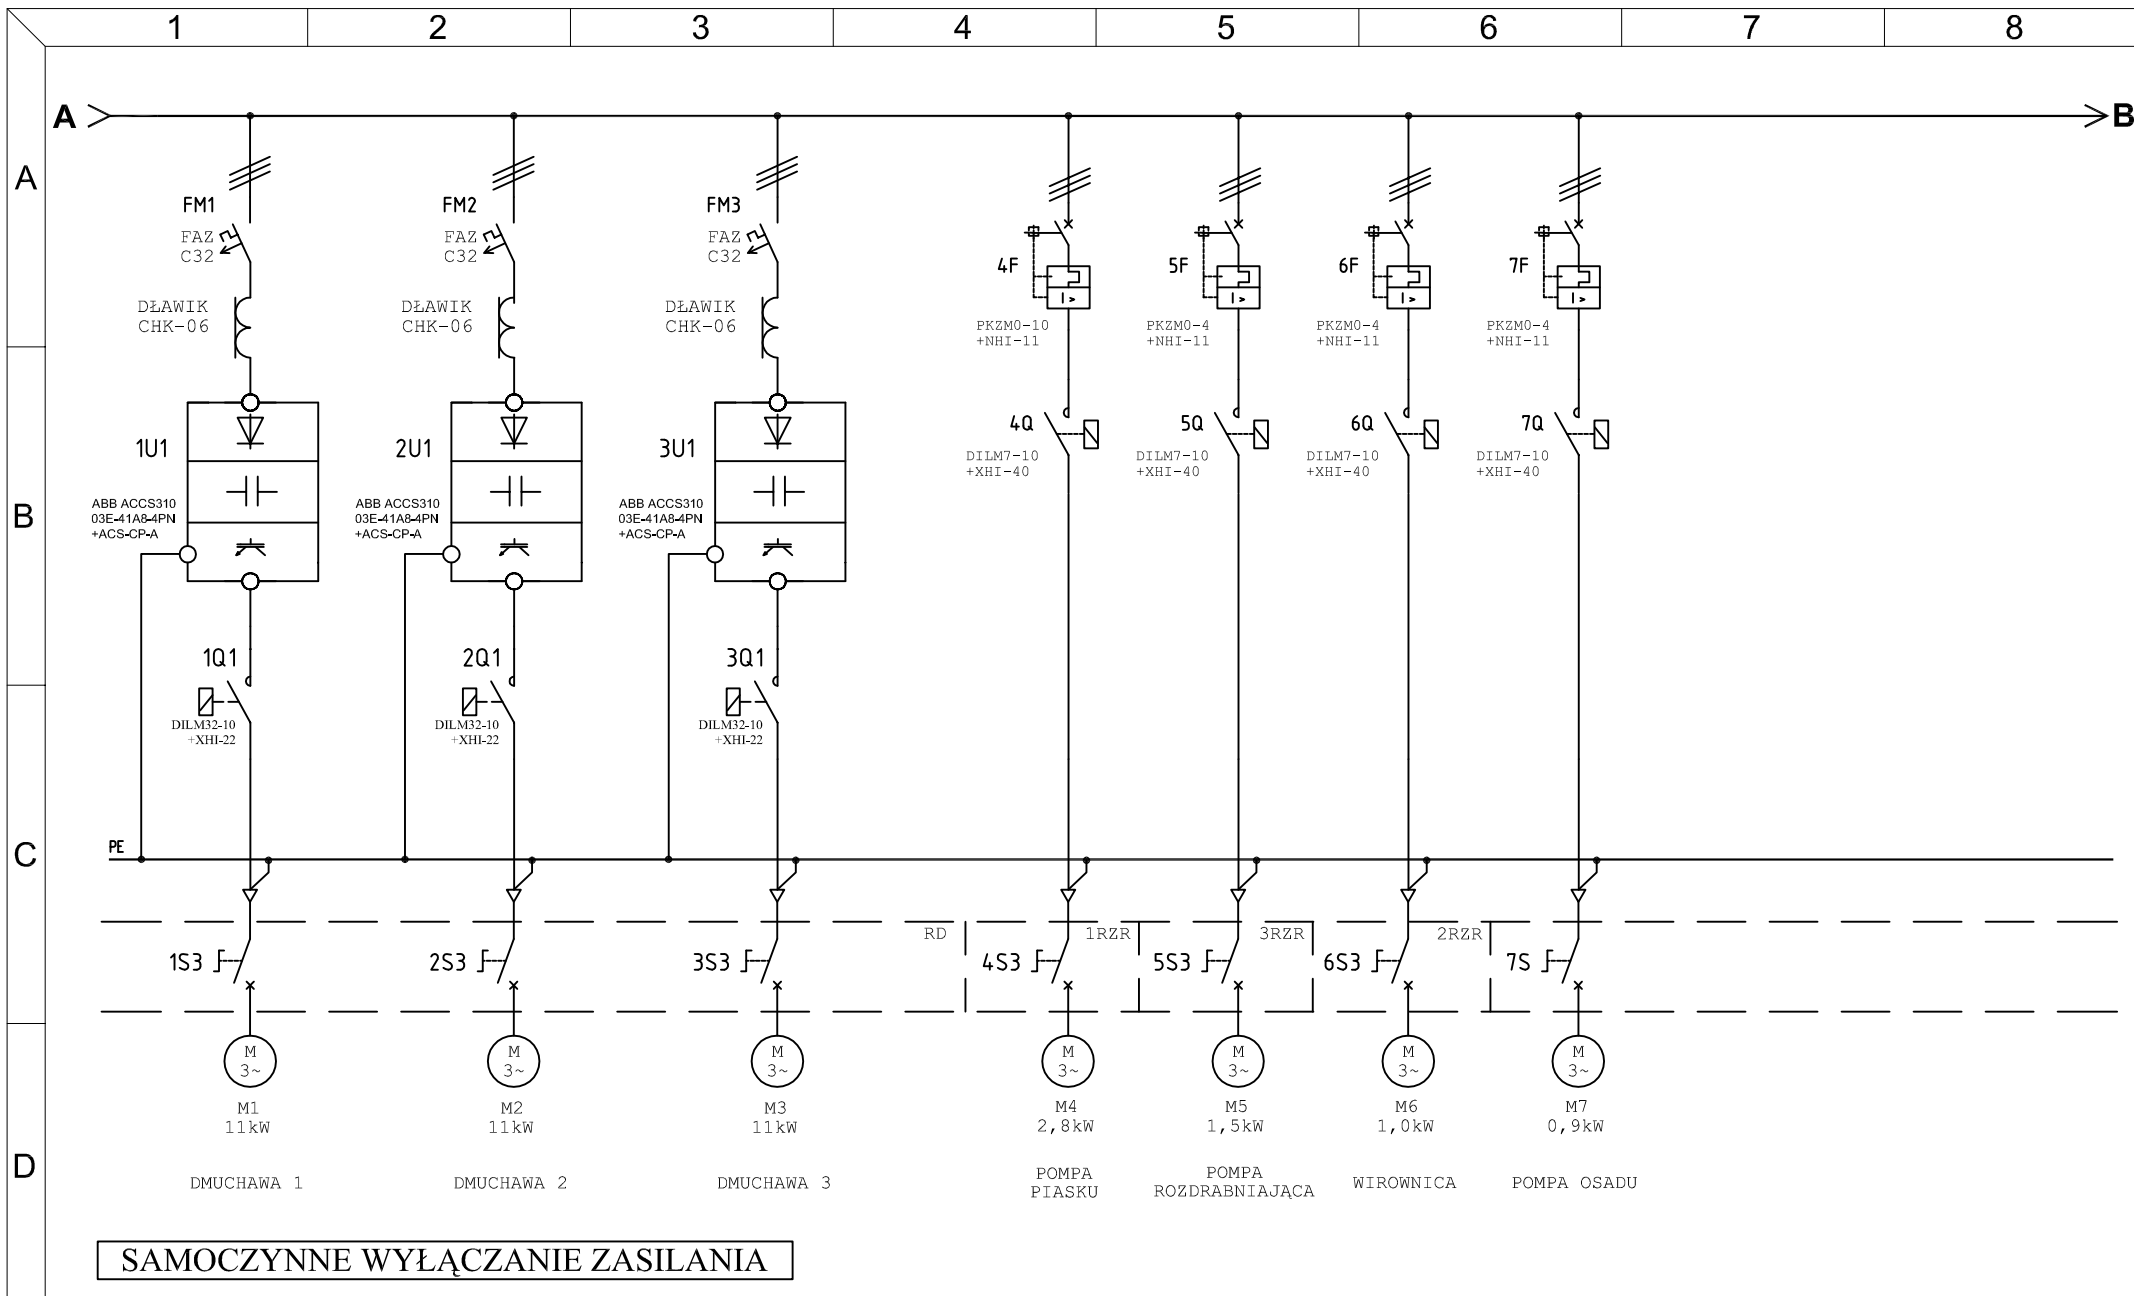 1 2 3 4 5 6 7 8
A B
A
FM1 FM2 FM3
FAZ FAZ FAZ
C32 C32 C32
4F 5F 6F 7F
I> I> I> I>
DŁAWIK DŁAWIK DŁAWIK
CHK-06 CHK-06 CHK-06
PKZM0-10 PKZM0-4 PKZM0-4 PKZM0-4
+NHI-11 +NHI-11 +NHI-11 +NHI-11
4Q 5Q 6Q 7Q
1U1 2U1 3U1
DILM7-10 DILM7-10 DILM7-10 DILM7-10
+XHI-40 +XHI-40 +XHI-40 +XHI-40
B
ABB ACCS310 ABB ACCS310 ABB ACCS310
03E-41A8-4PN 03E-41A8-4PN 03E-41A8-4PN
+ACS-CP-A +ACS-CP-A +ACS-CP-A
1Q1 2Q1 3Q1
DILM32-10 DILM32-10 DILM32-10
+XHI-22 +XHI-22 +XHI-22
PE
C
RD 1RZR 3RZR 2RZR
1S3 2S3 3S3 4S3 5S3 6S3 7S
M M M M M M M
3~ 3~ 3~ 3~ 3~ 3~ 3~
M1 M2 M3 M4 M5 M6 M7
11kW 11kW 11kW 2,8kW 1,5kW 1,0kW 0,9kW
D
DMUCHAWA 1 DMUCHAWA 2 DMUCHAWA 3
POMPA
PIASKU
POMPA
ROZDRABNIAJĄCA
WIROWNICA POMPA OSADU
SAMOCZYNNE WYŁĄCZANIE ZASILANIA